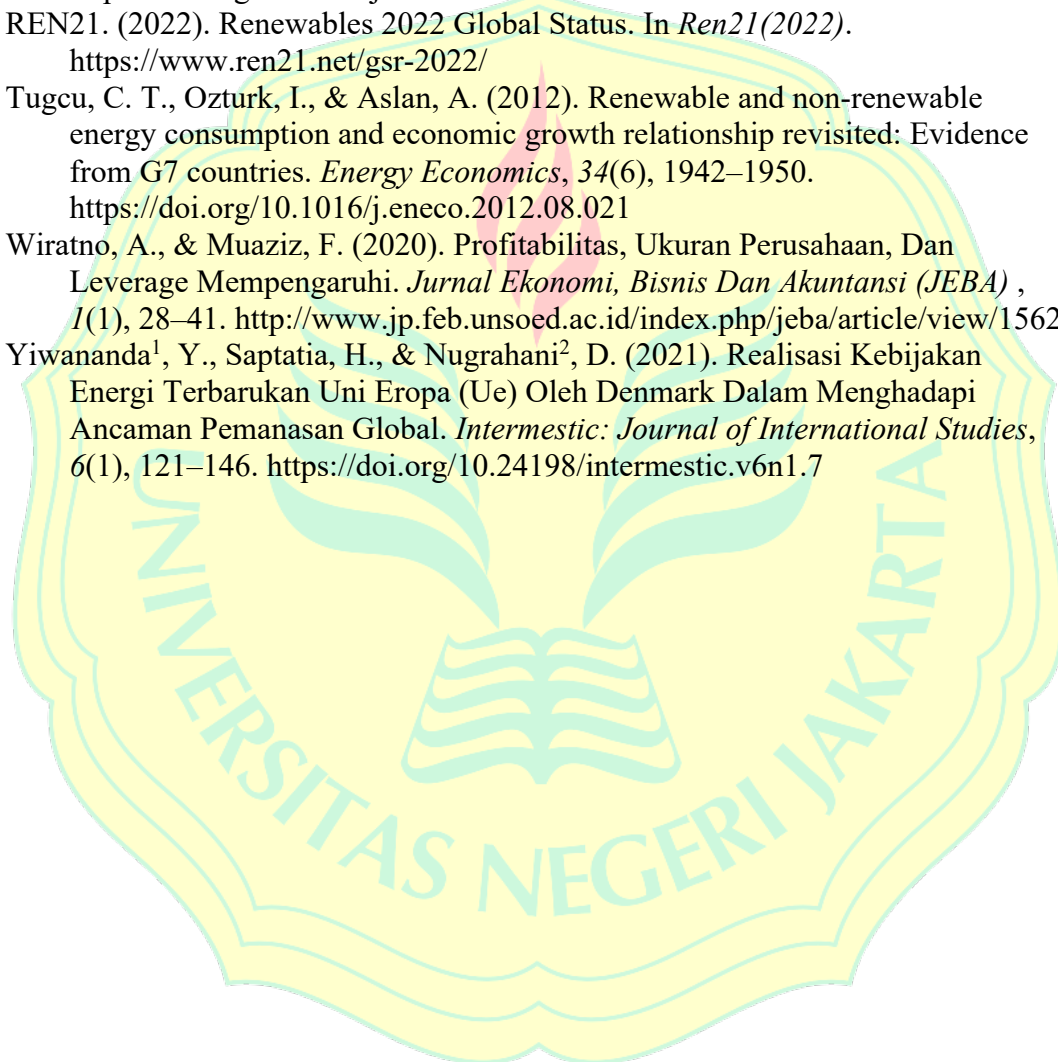 REN21. (2022). Renewables 2022 Global Status. In Ren21(2022).
https://www.ren21.net/gsr-2022/
Tugcu, C. T., Ozturk, I., & Aslan, A. (2012). Renewable and non-renewable
energy consumption and economic growth relationship revisited: Evidence
from G7 countries. Energy Economics, 34(6), 1942–1950.
https://doi.org/10.1016/j.eneco.2012.08.021
Wiratno, A., & Muaziz, F. (2020). Profitabilitas, Ukuran Perusahaan, Dan
Leverage Mempengaruhi. Jurnal Ekonomi, Bisnis Dan Akuntansi (JEBA) ,
1(1), 28–41. http://www.jp.feb.unsoed.ac.id/index.php/jeba/article/view/1562
Yiwananda¹, Y., Saptatia, H., & Nugrahani², D. (2021). Realisasi Kebijakan
Energi Terbarukan Uni Eropa (Ue) Oleh Denmark Dalam Menghadapi
Ancaman Pemanasan Global. Intermestic: Journal of International Studies,
6(1), 121–146. https://doi.org/10.24198/intermestic.v6n1.7
UNIVERSITAS NEGERI JAKARTA